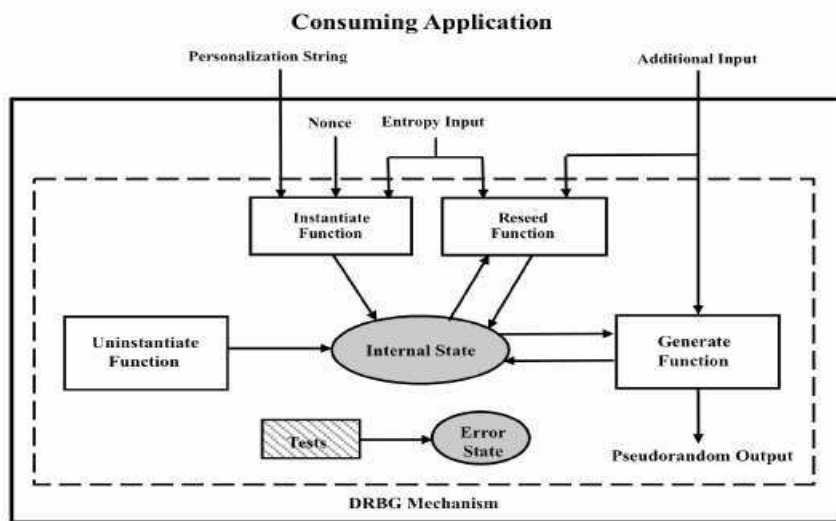 Consuming Application
Personalization String
Additional Input
Nonce
Entropy Input
Instantiate
Function
Reseed
Function
Uninstantiate
Function
Internal State
Generate
Function
Tests
Error
State
Pseudorandom Output
DRBG Mechanism